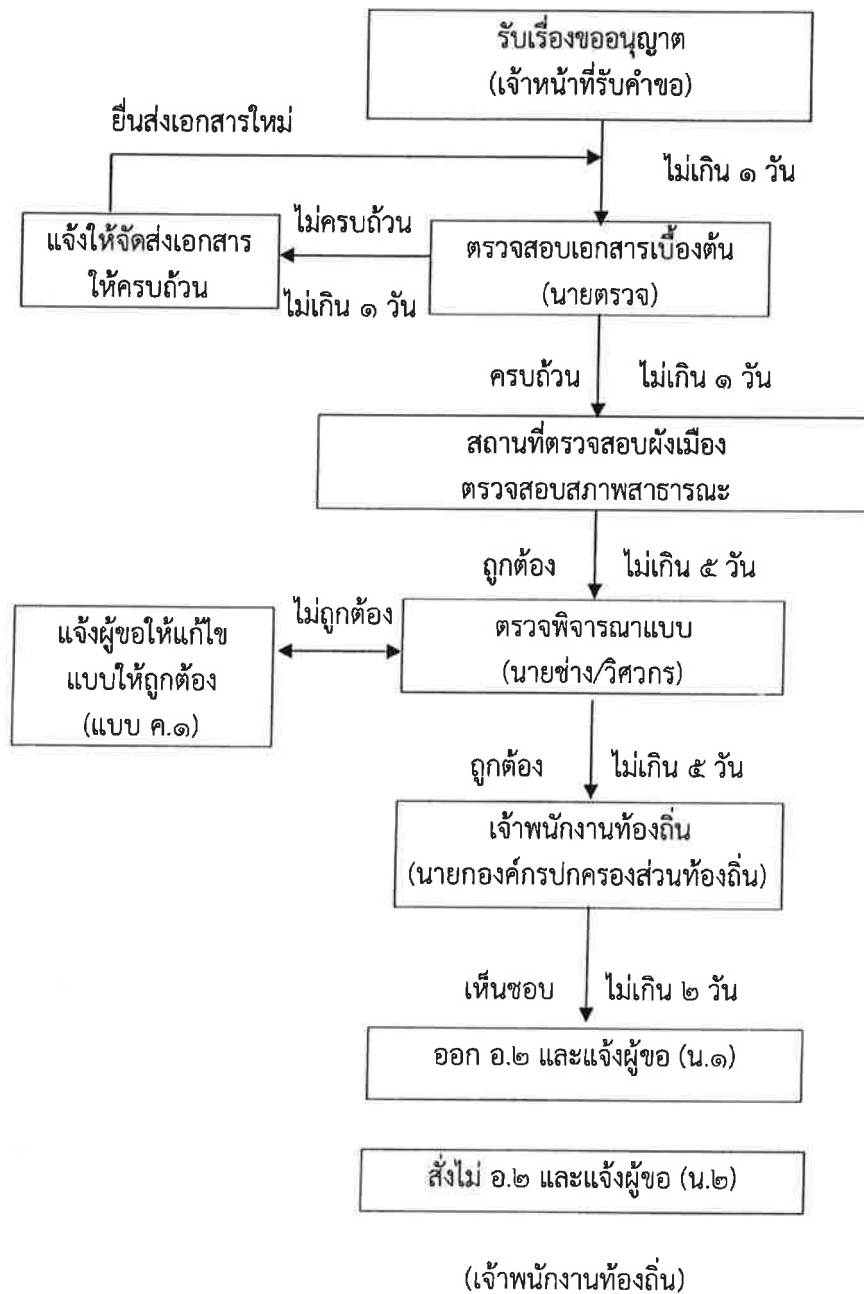 รับเรื่องขออนุญาต
(เจ้าหน้าที่รับคำขอ)
ยื่นส่งเอกสารใหม่
ไม่เกิน ๑ วัน
แจ้งให้จัดส่งเอกสาร
ให้ครบถ้วน
ไม่ครบถ้วน
ไม่เกิน ๑ วัน
ตรวจสอบเอกสารเบื้องต้น
(นายตรวจ)
ครบถ้วน ไม่เกิน ๑ วัน
สถานที่ตรวจสอบผังเมือง
ตรวจสอบสภาพสาธารณะ
ถูกต้อง ไม่เกิน ๕ วัน
แจ้งผู้ขอให้แก้ไข
แบบให้ถูกต้อง
(แบบ ค.๑)
ไม่ถูกต้อง
ตรวจพิจารณาแบบ
(นายช่าง/วิศวกร)
ถูกต้อง ไม่เกิน ๕ วัน
เจ้าพนักงานท้องถิ่น
(นายกองค์กรปกครองส่วนท้องถิ่น)
เห็นชอบ ไม่เกิน ๒ วัน
ออก อ.๒ และแจ้งผู้ขอ (น.๑)
สั่งไม่ อ.๒ และแจ้งผู้ขอ (น.๒)
(เจ้าพนักงานท้องถิ่น)